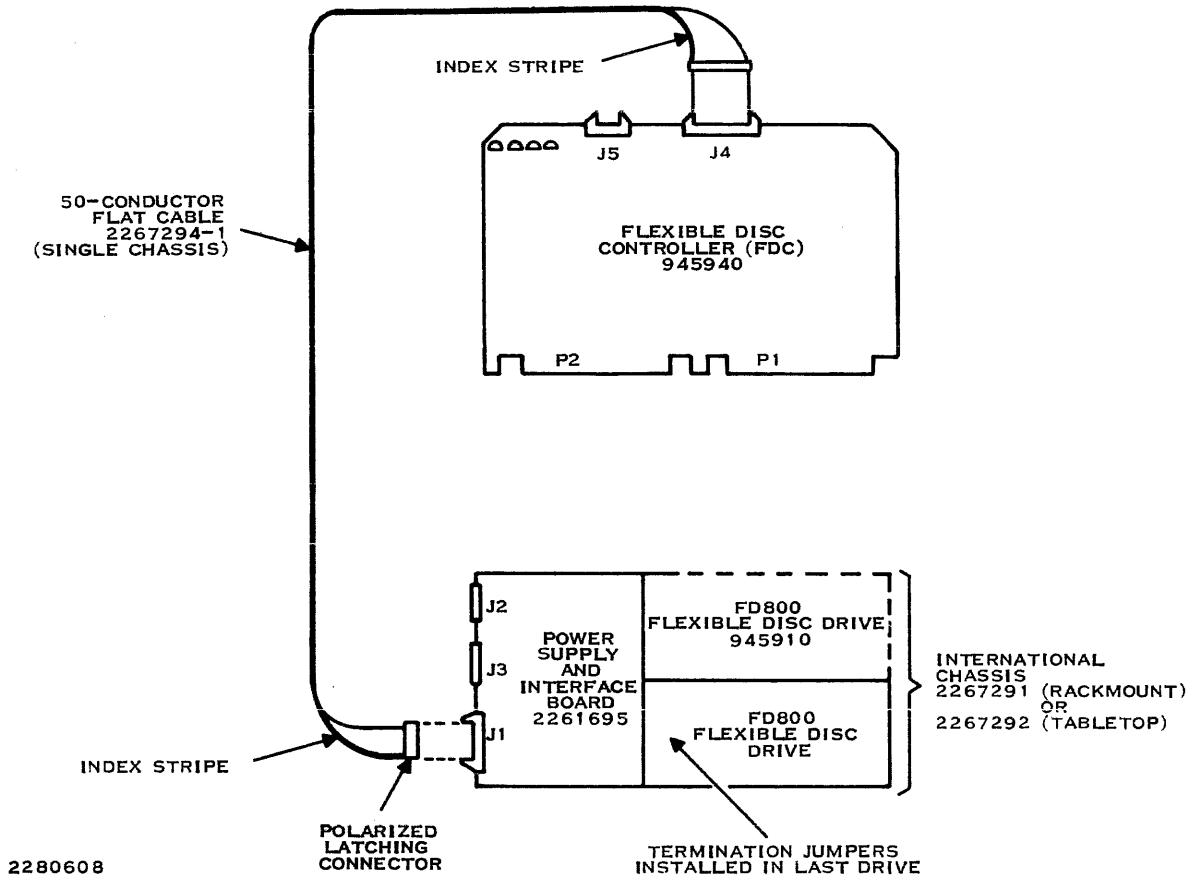 INDEX STRIPE
J5
J4
50-CONDUCTOR
FLAT CABLE
2267294-1
(SINGLE CHASSIS)
FLEXIBLE DISC
CONTROLLER (FDC)
945940
P2
P1
J2
J3
J1
POWER
SUPPLY
AND
INTERFACE
BOARD
2261695
FD800
FLEXIBLE DISC DRIVE
945910
FD800
FLEXIBLE DISC
DRIVE
INTERNATIONAL
CHASSIS
2267291 (RACKMOUNT)
OR
2267292 (TABLETOP)
INDEX STRIPE
POLARIZED
LATCHING
CONNECTOR
TERMINATION JUMPERS
INSTALLED IN LAST DRIVE
2280608